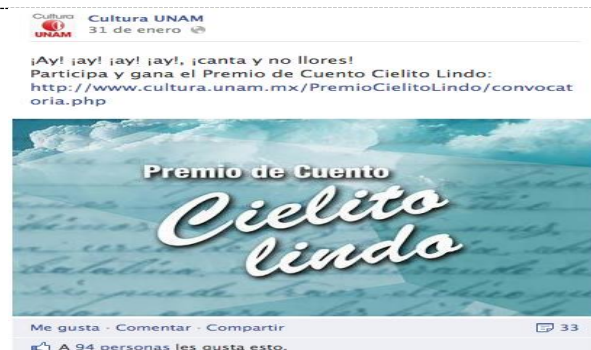 Cultura
UNAM
Cultura UNAM
31 de enero
¡Ay! ¡ay! ¡ay! ¡ay!, ¡canta y no llores!
Participa y gana el Premio de Cuento Cielito Lindo:
http://www.cultura.unam.mx/PremioCielitoLindo/convocat
oria.php
Premio de Cuento
Cielito
lindo
Me gusta · Comentar · Compartir
33
A 94 personas les gusta esto.